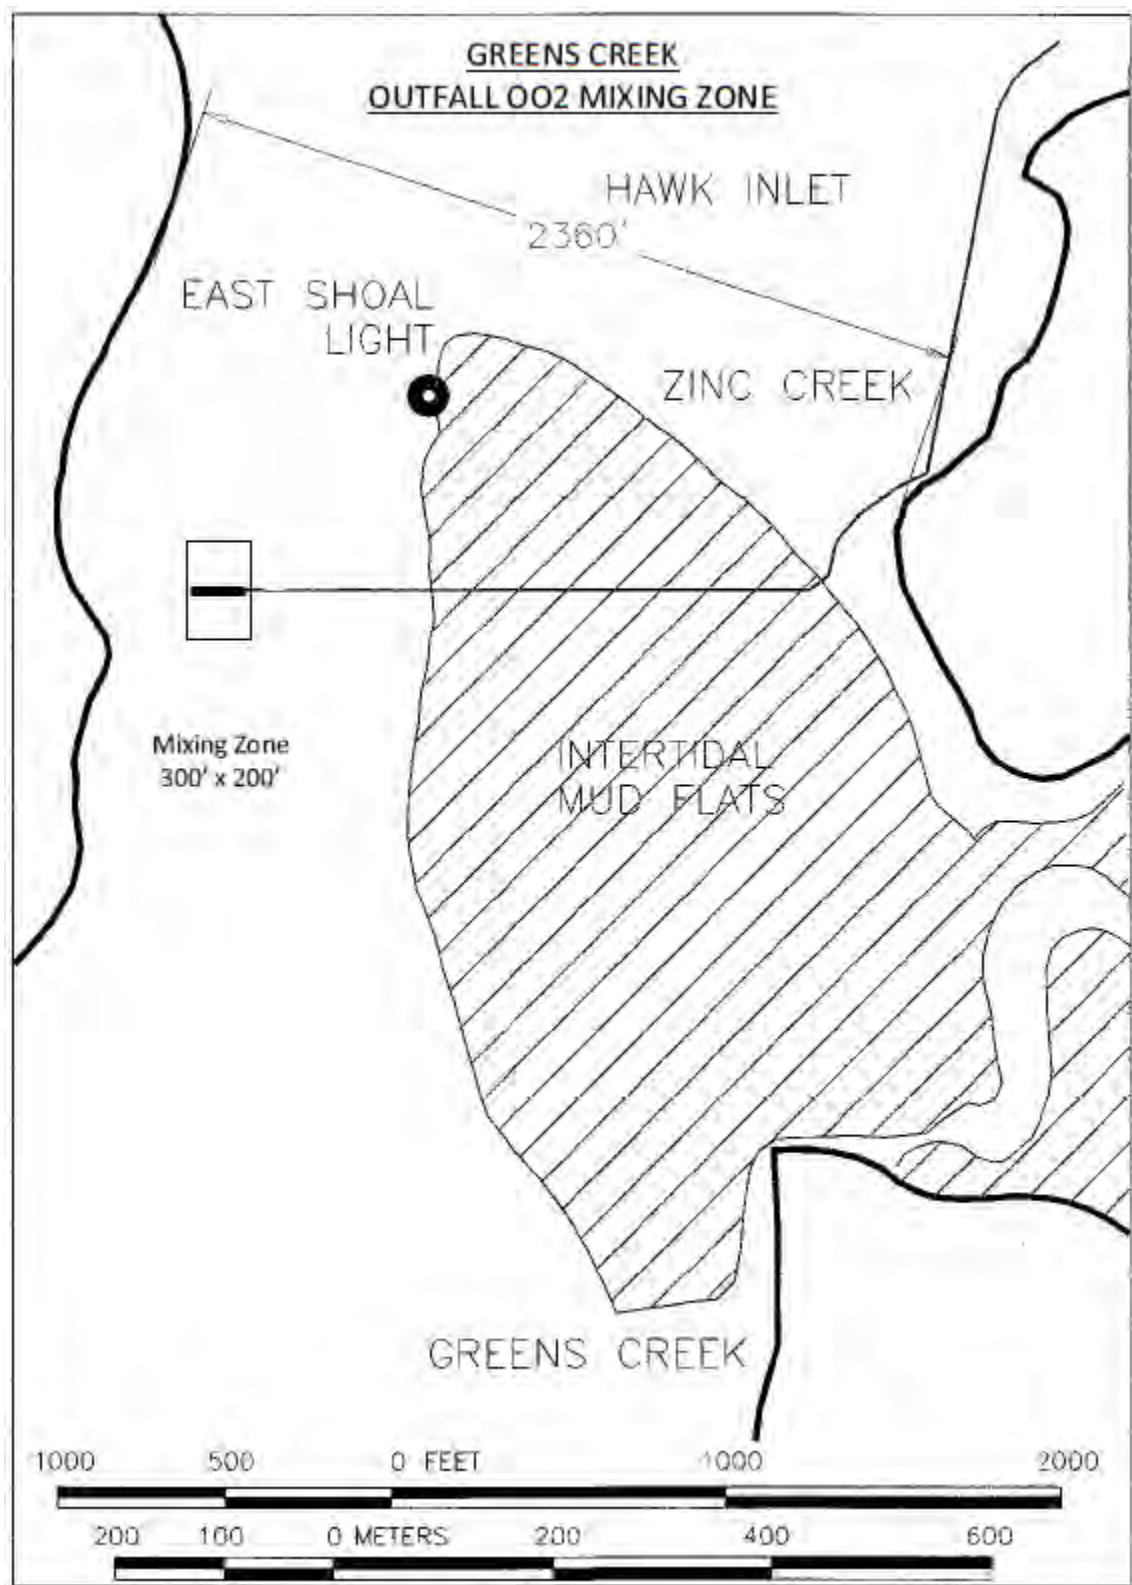 GREENS CREEK
OUTFALL OO2 MIXING ZONE
HAWK INLET
2360'
EAST SHOAL
LIGHT
ZINC CREEK
Mixing Zone
300' x 200'
INTERTIDAL
MUD FLATS
GREENS CREEK
1000 500 0 FEET 1000 2000
200 100 0 METERS 200 400 600